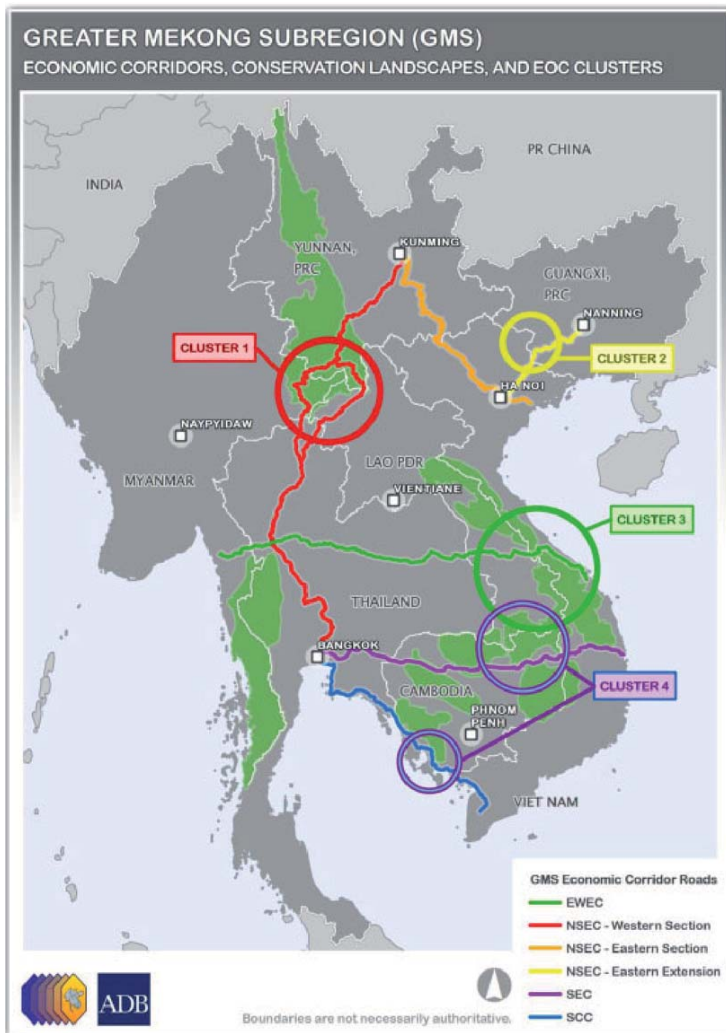 GREATER MEKONG SUBREGION (GMS)
ECONOMIC CORRIDORS, CONSERVATION LANDSCAPES, AND EOC CLUSTERS
PR CHINA
INDIA
KUNMING
YUNNAN,
PRC
GUANGXI,
PRC
NANNING
CLUSTER 1
CLUSTER 2
HA NOI
NAYPYIDAW
LAO PDR
MYANMAR
VIENTIANE
CLUSTER 3
THAILAND
BANGKOK
CAMBODIA
CLUSTER 4
PHNOM
PENH
VIET NAM
GMS Economic Corridor Roads
EWEC
NSEC - Western Section
NSEC - Eastern Section
NSEC - Eastern Extension
SEC
SCC
ADB
Boundaries are not necessarily authoritative.